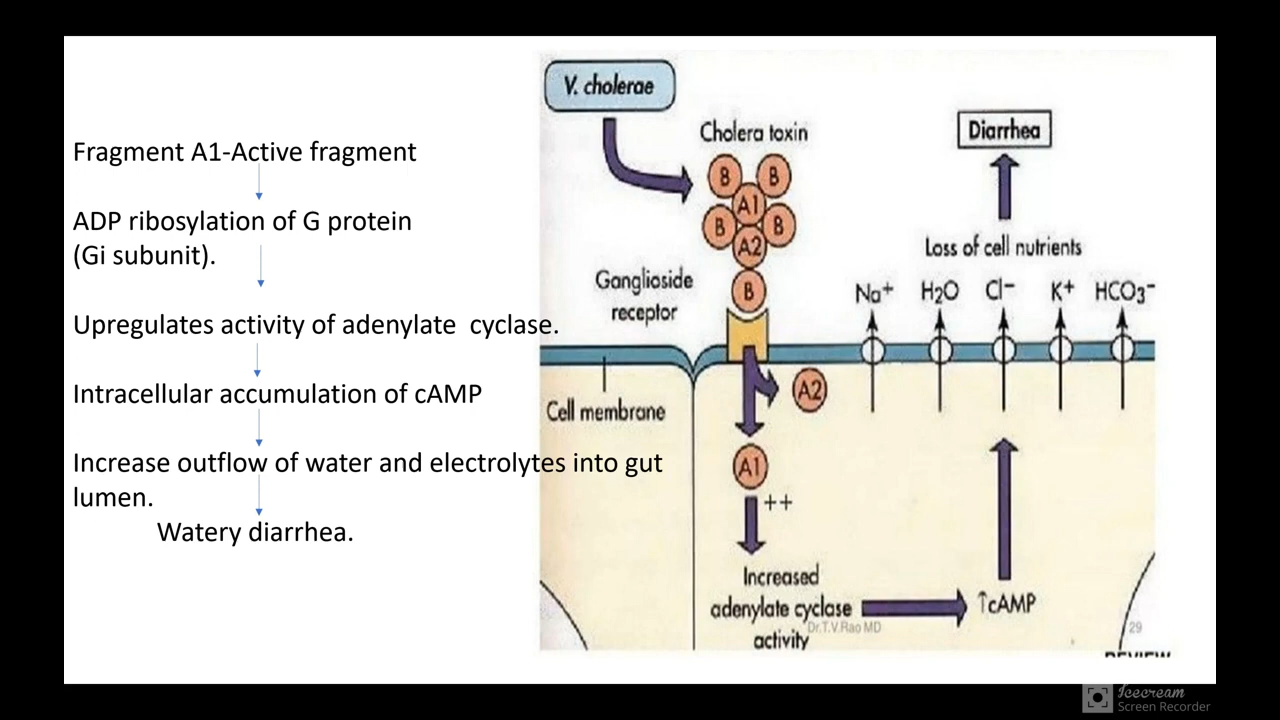 Fragment A1-Active fragment
ADP ribosylation of G protein
(Gi subunit).
Upregulates activity of adenylate cyclase.
Intracellular accumulation of cAMP
Increase outflow of water and electrolytes into gut
lumen.
Watery diarrhea.
V. cholerae
Cholera toxin
B
B
A1
B
B
A2
B
Ganglioside
receptor
Diarrhea
Loss of cell nutrients
Na+ H2O Cl− K+ HCO3−
Cell membrane
A2
A1
++
Increased
adenylate cyclase
activity
↑cAMP
Dr.T.V.Rao MD
29
REVIEW
Icecream
Screen Recorder